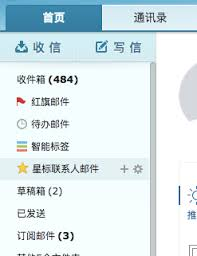 首页 通讯录
收信 写信
收件箱 (484)
红旗邮件
待办邮件
智能标签
星标联系人邮件
草稿箱 (2)
已发送
订阅邮件 (3)
推